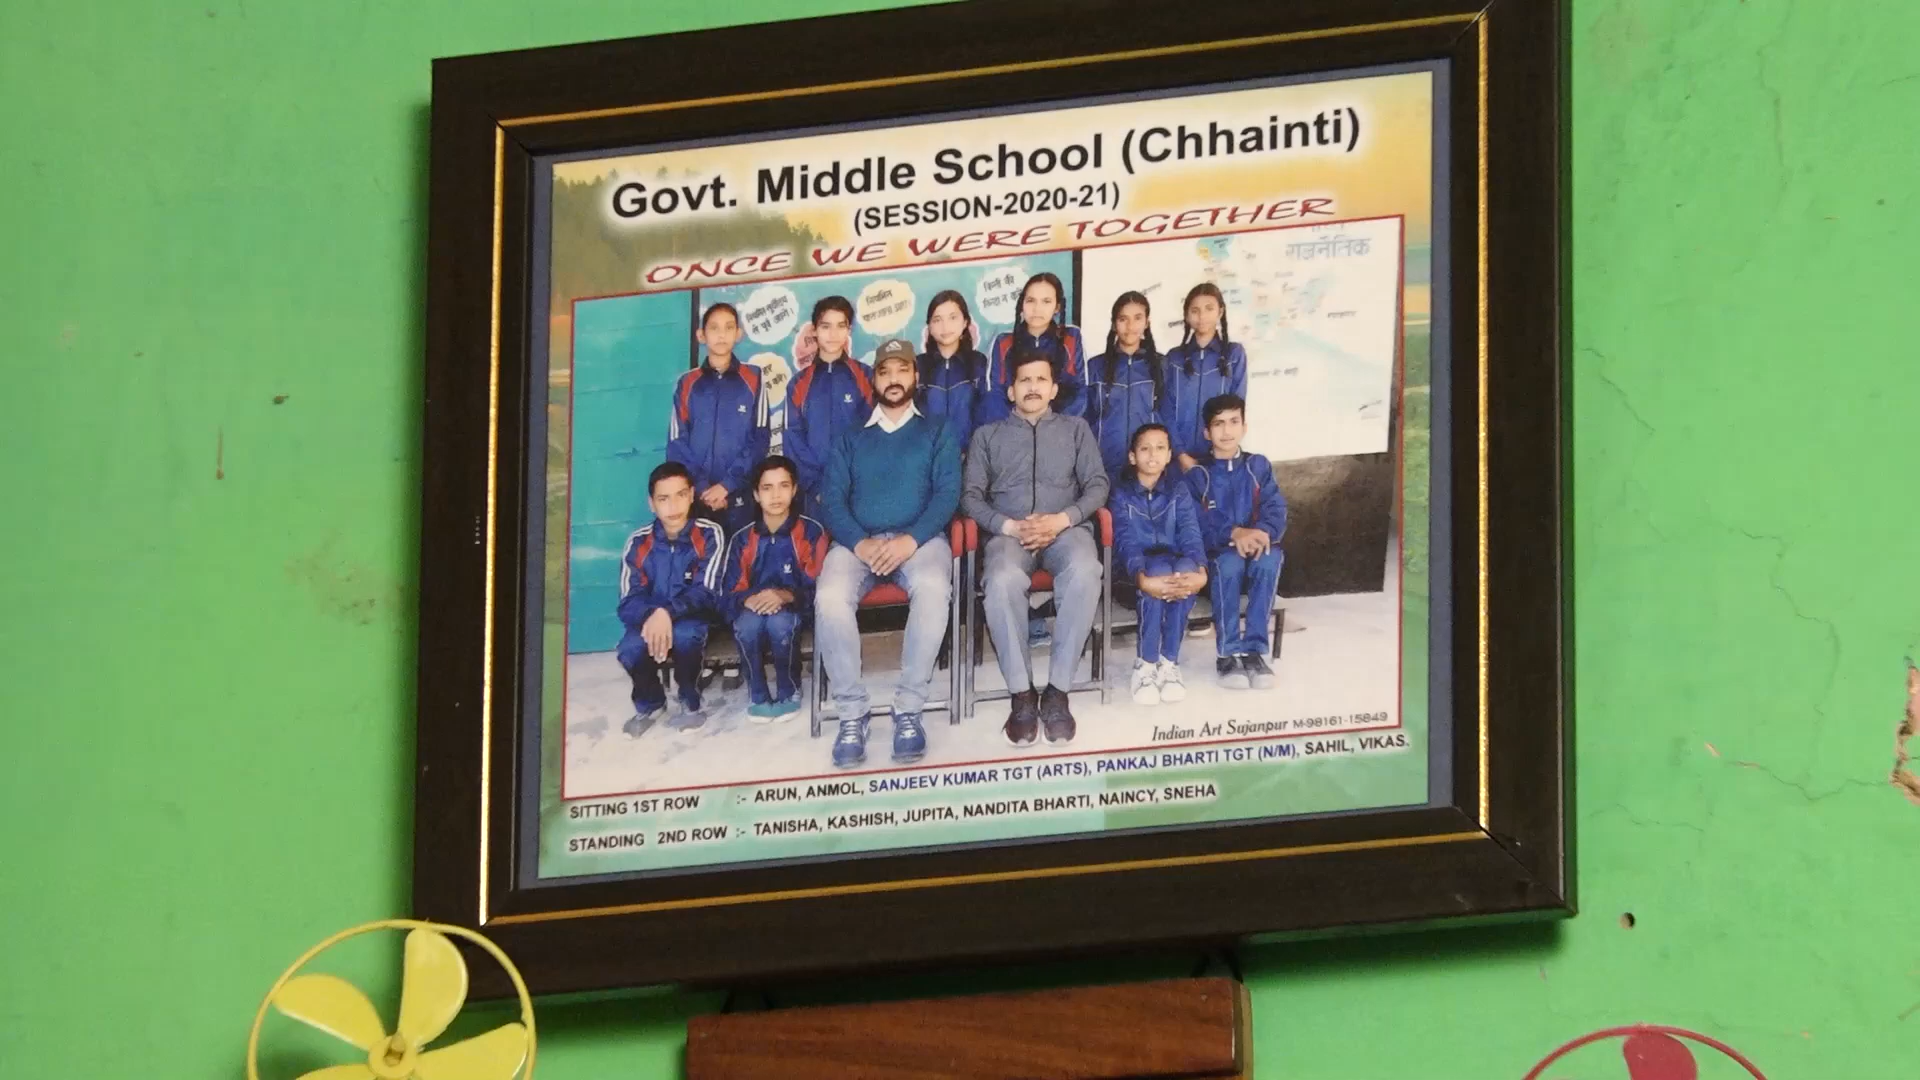 Govt. Middle School (Chhainti)
(SESSION-2020-21)
ONCE WE WERE TOGETHER
राजनैतिक
Indian Art Sujanpur M-98161-15849
SITTING 1ST ROW :- ARUN, ANMOL, SANJEEV KUMAR TGT (ARTS), PANKAJ BHARTI TGT (N/M), SAHIL, VIKAS.
STANDING 2ND ROW :- TANISHA, KASHISH, JUPITA, NANDITA BHARTI, NAINCY, SNEHA